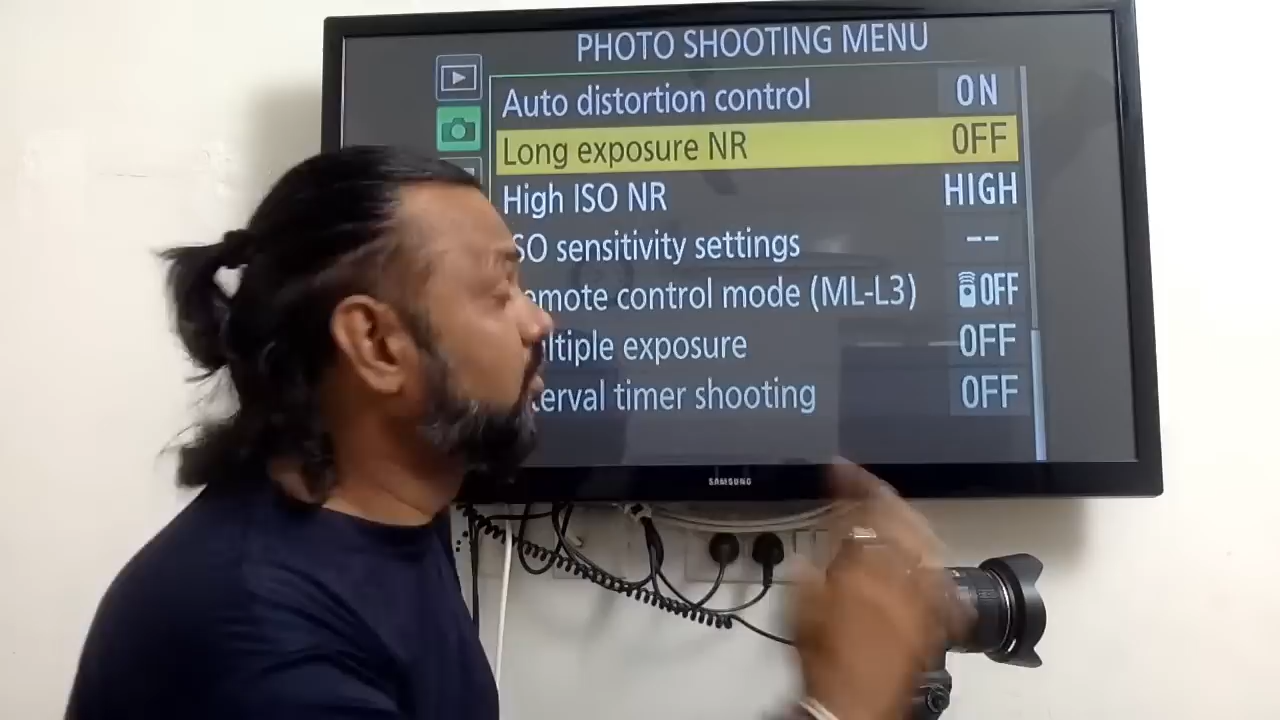 PHOTO SHOOTING MENU
Auto distortion control ON
Long exposure NR OFF
High ISO NR HIGH
SO sensitivity settings --
emote control mode (ML-L3) OFF
ltiple exposure OFF
terval timer shooting OFF
SAMSUNG